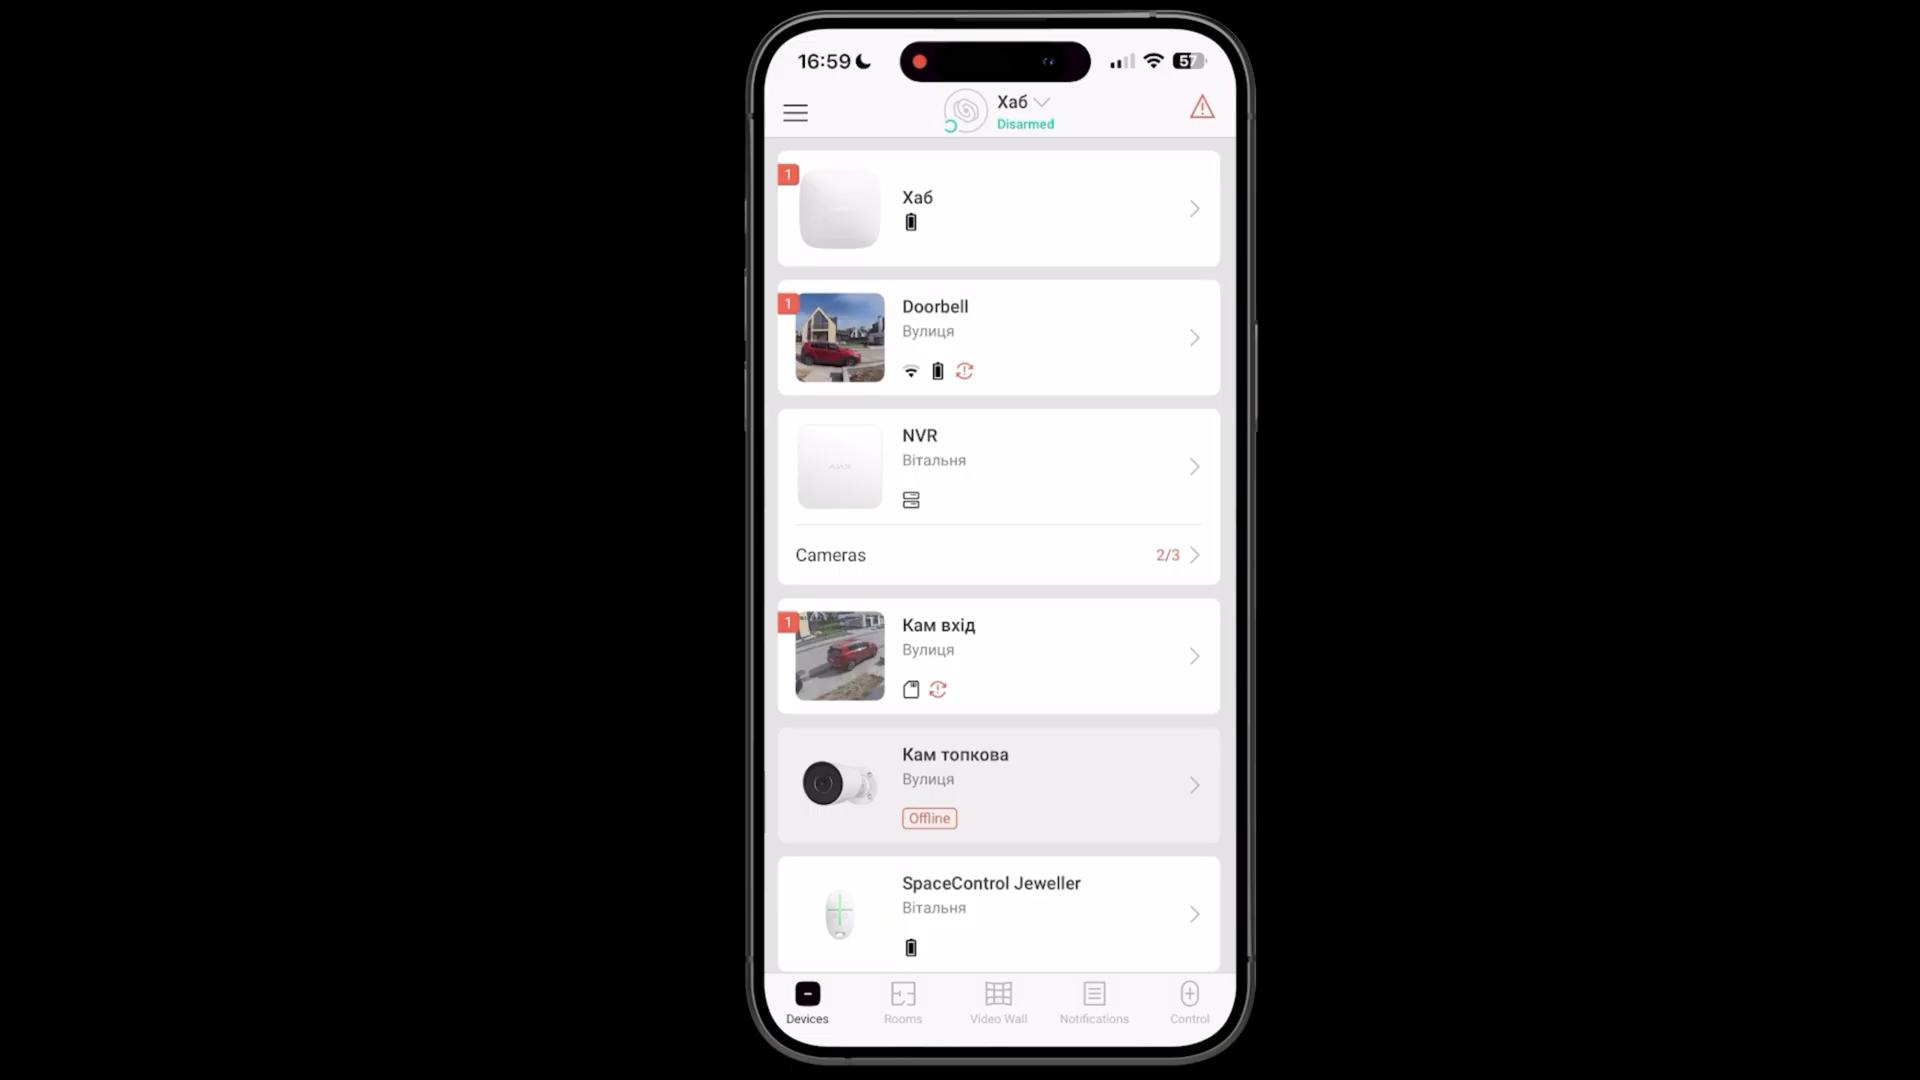 16:59
57
Хаб
Disarmed
1
Хаб
1
Doorbell
Вулиця
NVR
Вітальня
AJAX
Cameras
2/3
1
Кам вхід
Вулиця
Кам топкова
Вулиця
Offline
SpaceControl Jeweller
Вітальня
Devices
Rooms
Video Wall
Notifications
Control